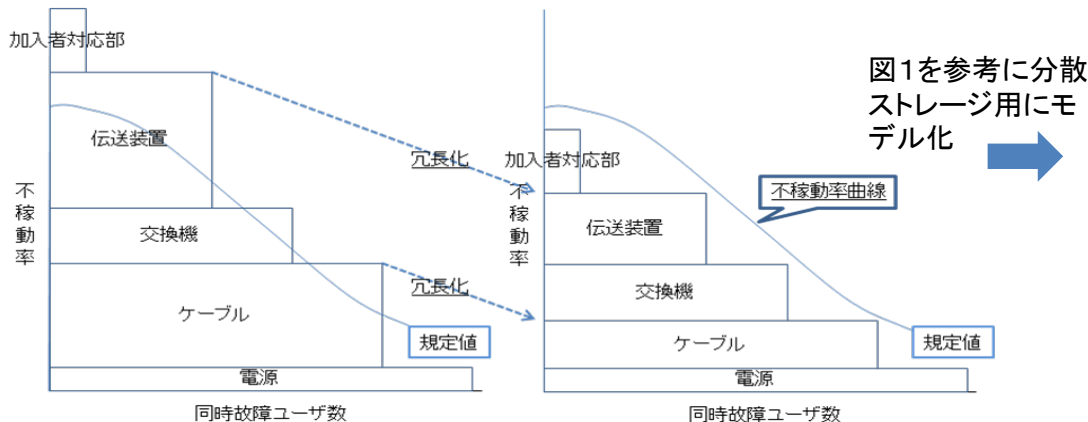 加入者対応部
伝送装置
交換機
ケーブル
電源
不稼動率
同時故障ユーザ数
規定値
冗長化
冗長化
加入者対応部
伝送装置
交換機
ケーブル
電源
不稼動率
同時故障ユーザ数
規定値
不稼動率曲線
図1を参考に分散
ストレージ用にモ
デル化